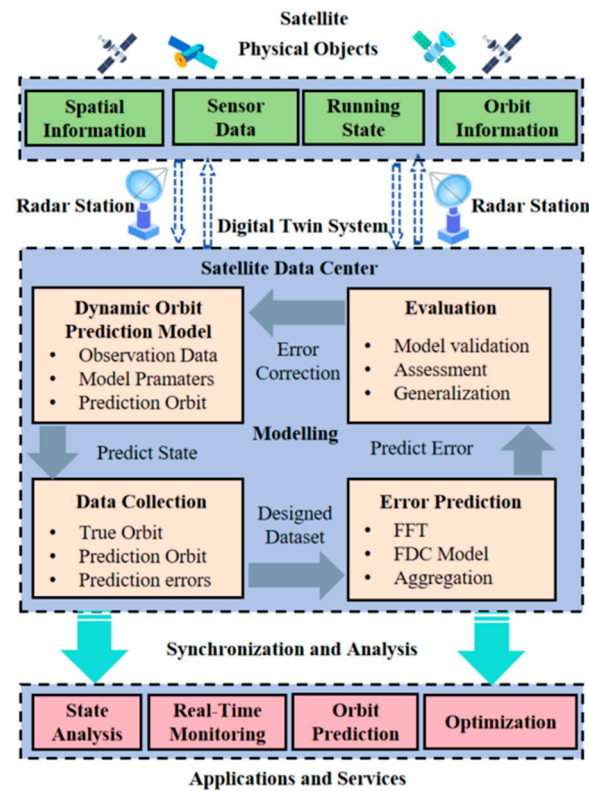 Satellite
Physical Objects
Spatial
Information
Sensor
Data
Running
State
Orbit
Information
Radar Station
Digital Twin System
Radar Station
Satellite Data Center
Dynamic Orbit
Prediction Model
• Observation Data
• Model Pramaters
• Prediction Orbit
Error
Correction
Evaluation
• Model validation
• Assessment
• Generalization
Modelling
Predict State
Predict Error
Data Collection
• True Orbit
• Prediction Orbit
• Prediction errors
Designed
Dataset
Error Prediction
• FFT
• FDC Model
• Aggregation
Synchronization and Analysis
State
Analysis
Real-Time
Monitoring
Orbit
Prediction
Optimization
Applications and Services